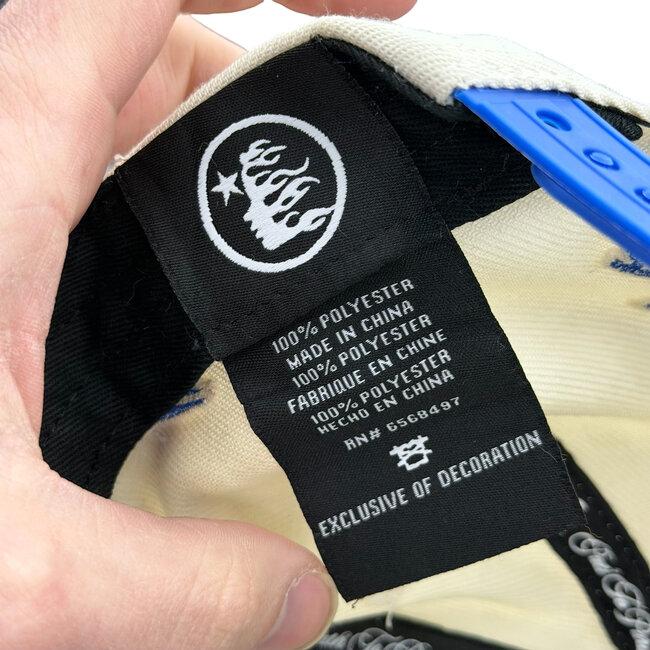 100% POLYESTER
MADE IN CHINA
100% POLYESTER
FABRIQUE EN CHINE
100% POLYESTER
HECHO EN CHINA
RN# 6568497
EXCLUSIVE OF DECORATION